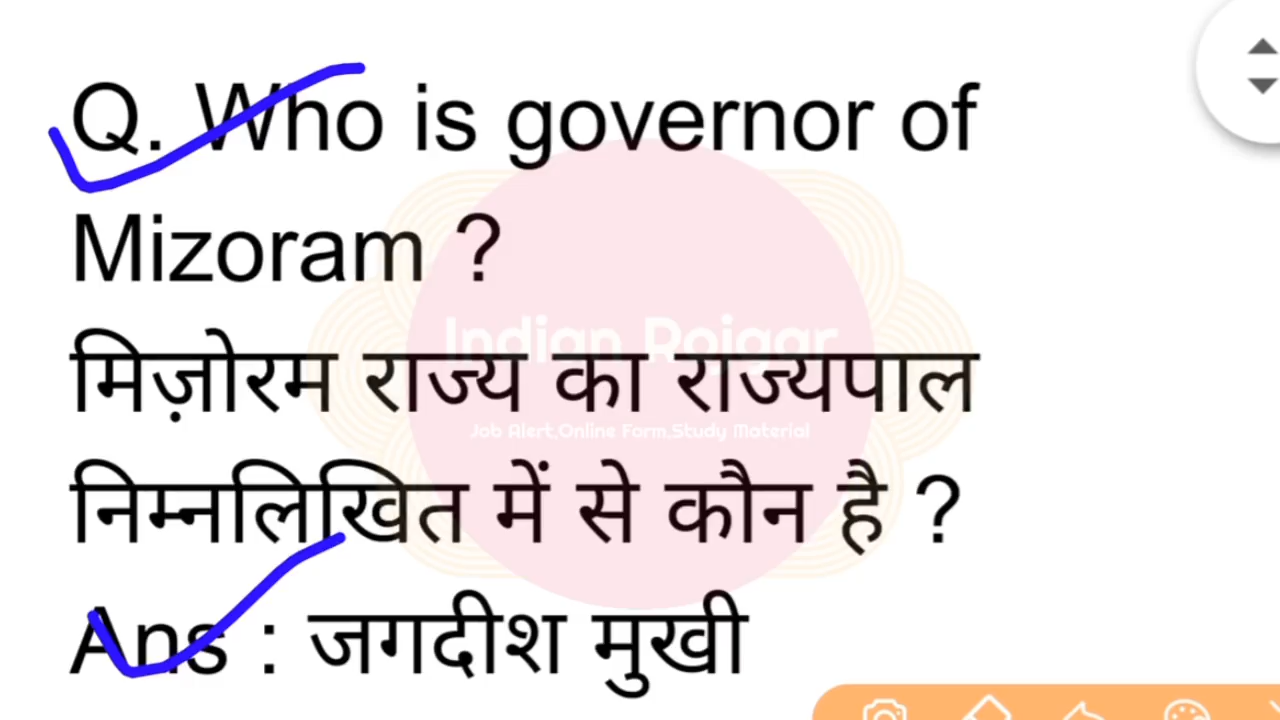 Q. Who is governor of
Mizoram ?
Indian Rojgar
मिज़ोरम राज्य का राज्यपाल
Job Alert,Online Form,Study Material
निम्नलिखित में से कौन है ?
Ans : जगदीश मुखी